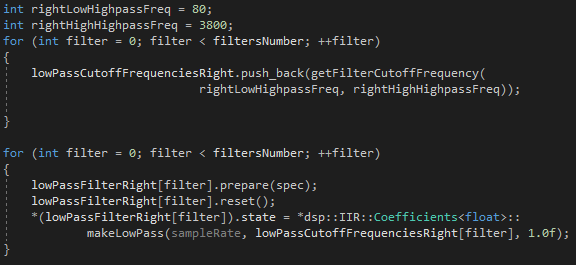 int rightLowHighpassFreq = 80;
int rightHighHighpassFreq = 3800;
for (int filter = 0; filter < filtersNumber; ++filter)
{
lowPassCutoffFrequenciesRight.push_back(getFilterCutoffFrequency(
rightLowHighpassFreq, rightHighHighpassFreq));
}
for (int filter = 0; filter < filtersNumber; ++filter)
{
lowPassFilterRight[filter].prepare(spec);
lowPassFilterRight[filter].reset();
*(lowPassFilterRight[filter]).state = *dsp::IIR::Coefficients<float>::
makeLowPass(sampleRate, lowPassCutoffFrequenciesRight[filter], 1.0f);
}